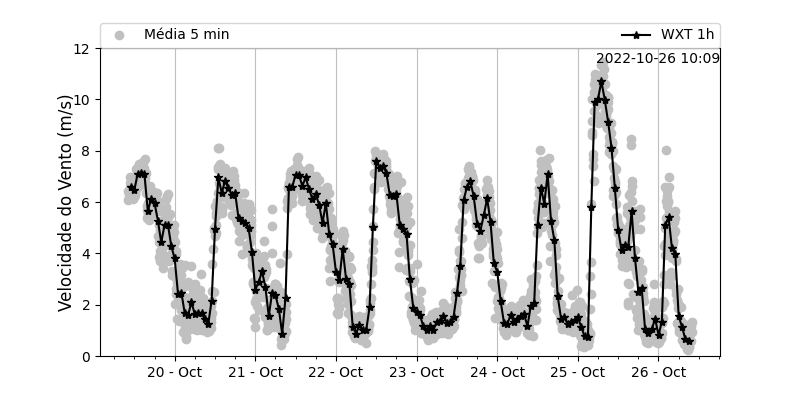 Média 5 min
WXT 1h
2022-10-26 10:09
Velocidade do Vento (m/s)
12
10
8
6
4
2
0
20 - Oct
21 - Oct
22 - Oct
23 - Oct
24 - Oct
25 - Oct
26 - Oct